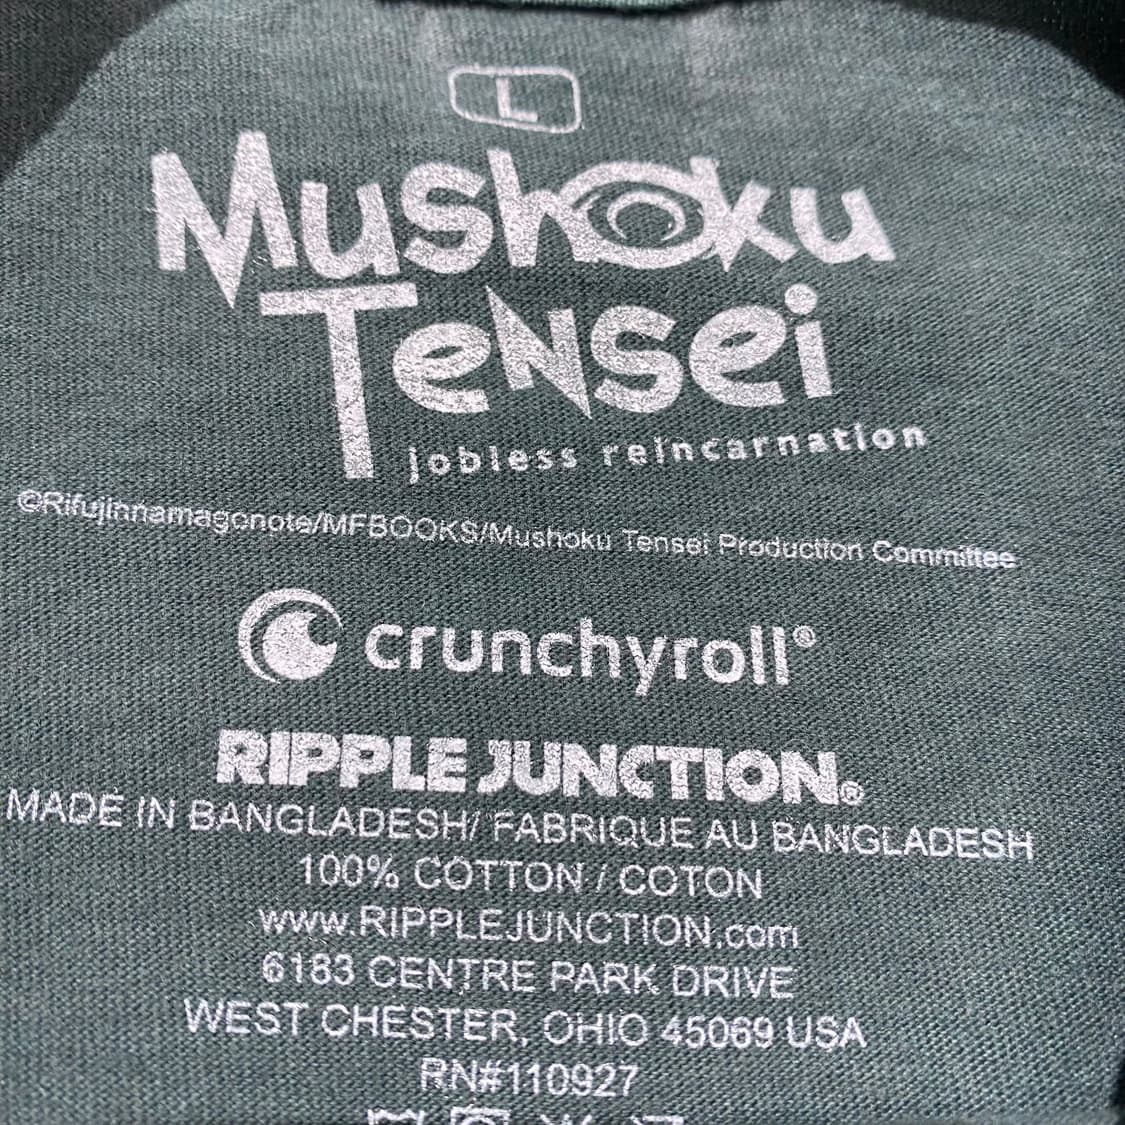 L
Mushoku
Tensei
jobless reincarnation
©Rifujinnamagonote/MFBOOKS/Mushoku Tensei Production Committee
crunchyroll®
RIPPLE JUNCTION®
MADE IN BANGLADESH/ FABRIQUE AU BANGLADESH
100% COTTON / COTON
www.RIPPLEJUNCTION.com
6183 CENTRE PARK DRIVE
WEST CHESTER, OHIO 45069 USA
RN#110927